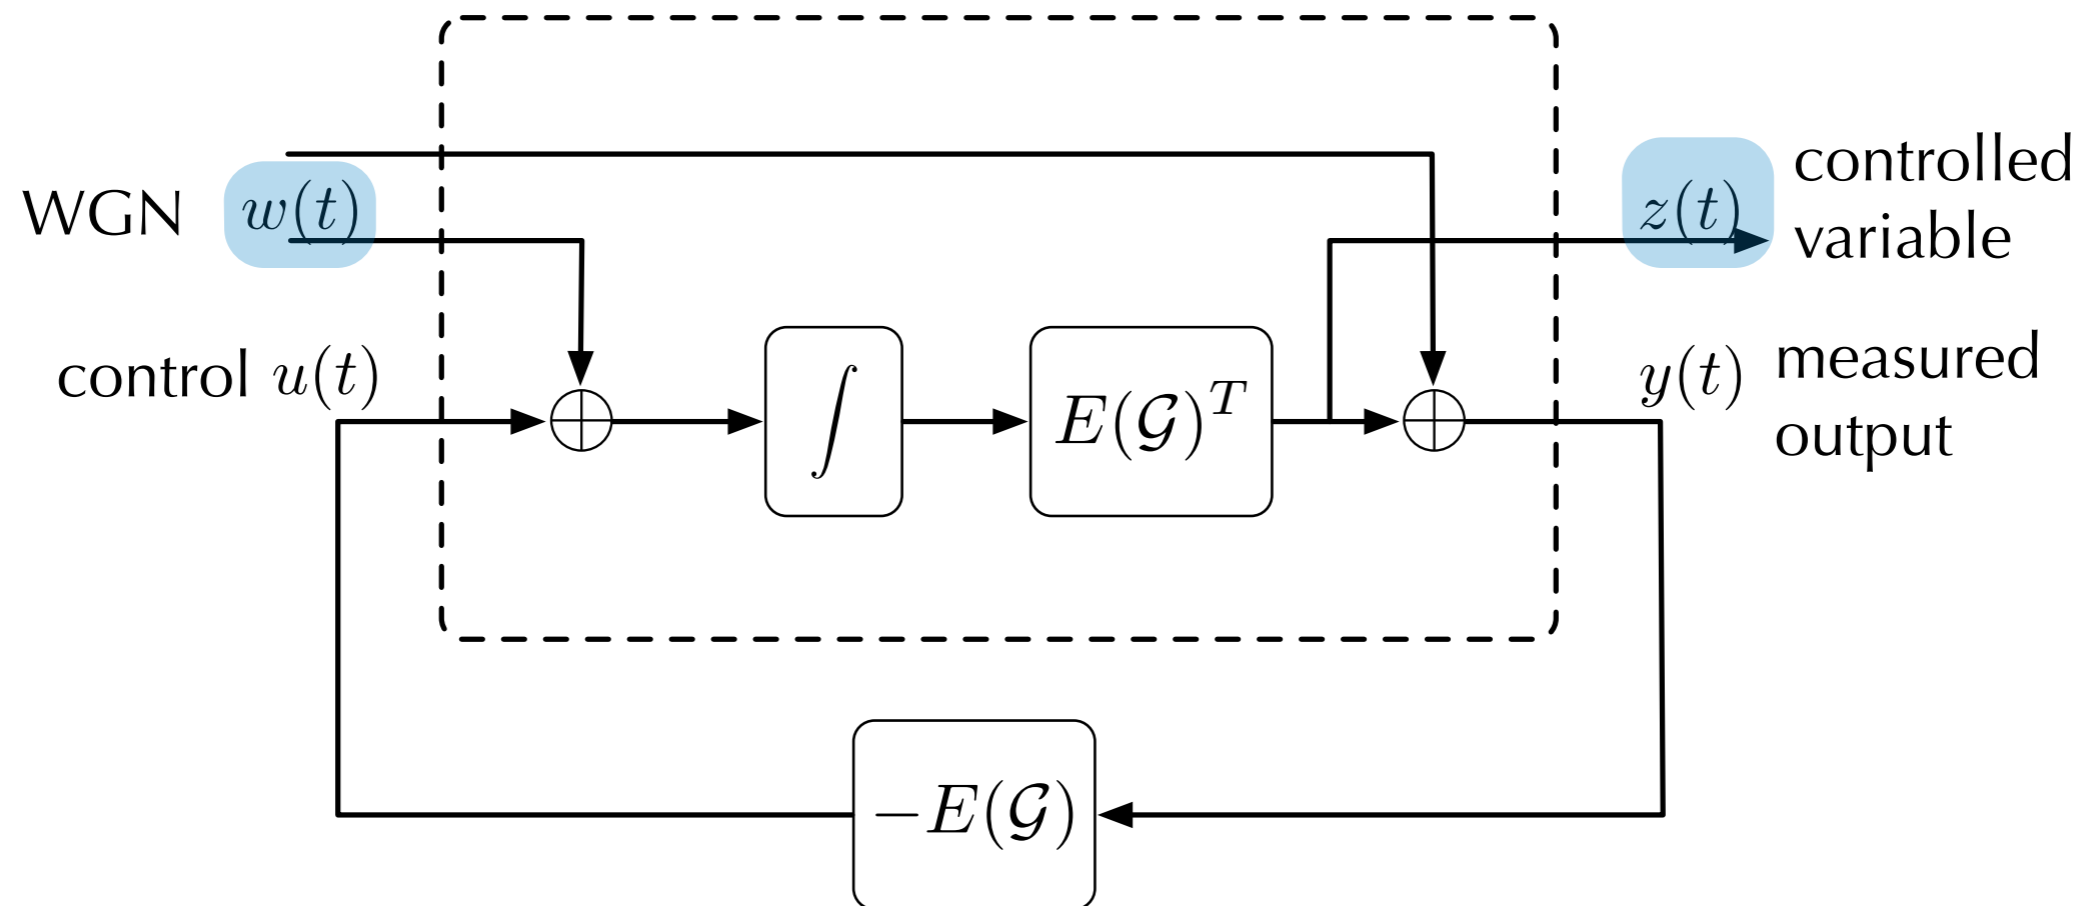 WGN w(t)
control u(t)
∫
E(𝒢)ᵀ
z(t) controlled
variable
y(t) measured
output
−E(𝒢)